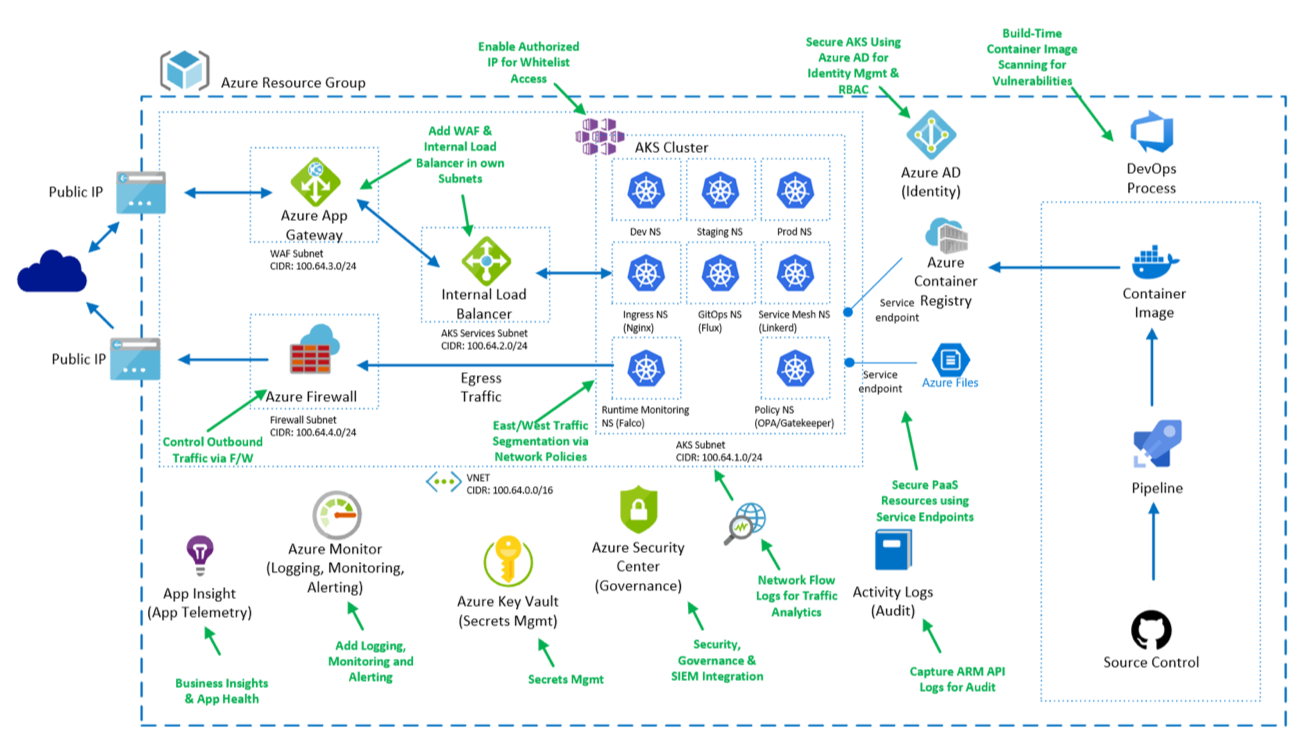 Enable Authorized
IP for Whitelist
Access
Secure AKS Using
Azure AD for
Identity Mgmt &
RBAC
Build-Time
Container Image
Scanning for
Vulnerabilities
Azure Resource Group
Add WAF &
Internal Load
Balancer in own
Subnets
AKS Cluster
Public IP
Azure App
Gateway
WAF Subnet
CIDR: 100.64.3.0/24
Dev NS
Staging NS
Prod NS
Azure AD
(Identity)
DevOps
Process
Internal Load
Balancer
AKS Services Subnet
CIDR: 100.64.2.0/24
Ingress NS
(Nginx)
GitOps NS
(Flux)
Service Mesh NS
(Linkerd)
Azure
Container
Registry
Service
endpoint
Container
Image
Public IP
Azure Firewall
Firewall Subnet
CIDR: 100.64.4.0/24
Egress
Traffic
Runtime Monitoring
NS (Falco)
Policy NS
(OPA/Gatekeeper)
Service
endpoint
Azure Files
Control Outbound
Traffic via F/W
East/West Traffic
Segmentation via
Network Policies
AKS Subnet
CIDR: 100.64.1.0/24
VNET
CIDR: 100.64.0.0/16
Secure PaaS
Resources using
Service Endpoints
Pipeline
App Insight
(App Telemetry)
Azure Monitor
(Logging, Monitoring,
Alerting)
Azure Key Vault
(Secrets Mgmt)
Azure Security
Center
(Governance)
Network Flow
Logs for Traffic
Analytics
Activity Logs
(Audit)
Source Control
Business Insights
& App Health
Add Logging,
Monitoring and
Alerting
Secrets Mgmt
Security,
Governance &
SIEM Integration
Capture ARM API
Logs for Audit